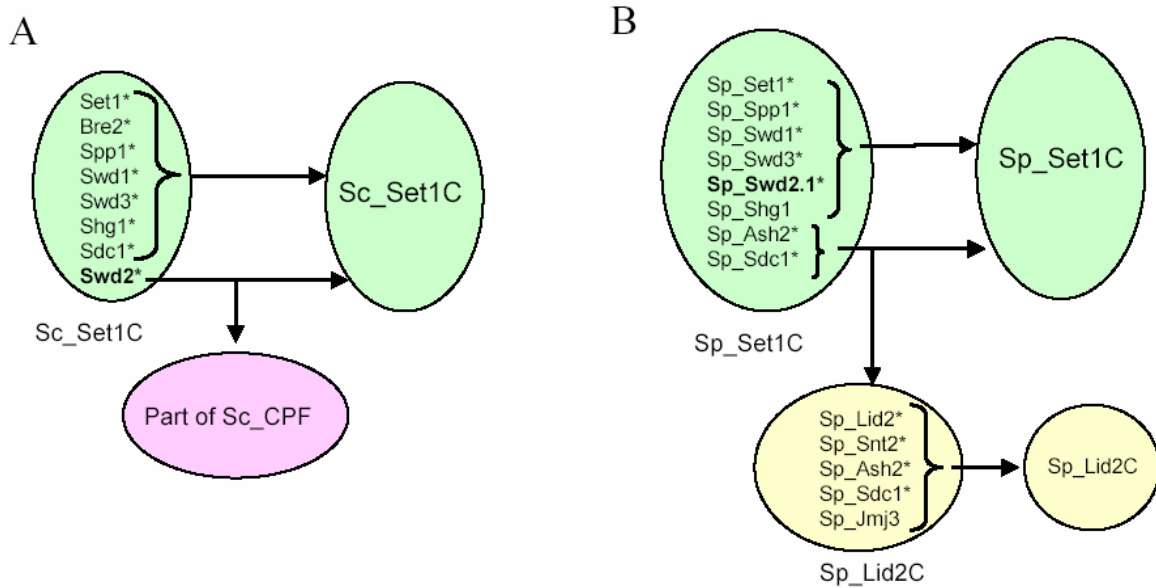 A
Set1*
Bre2*
Spp1*
Swd1*
Swd3*
Shg1*
Sdc1*
Swd2*
Sc_Set1C
Sc_Set1C
Part of Sc_CPF
B
Sp_Set1*
Sp_Spp1*
Sp_Swd1*
Sp_Swd3*
Sp_Swd2.1*
Sp_Shg1
Sp_Ash2*
Sp_Sdc1*
Sp_Set1C
Sp_Set1C
Sp_Lid2*
Sp_Snt2*
Sp_Ash2*
Sp_Sdc1*
Sp_Jmj3
Sp_Lid2C
Sp_Lid2C